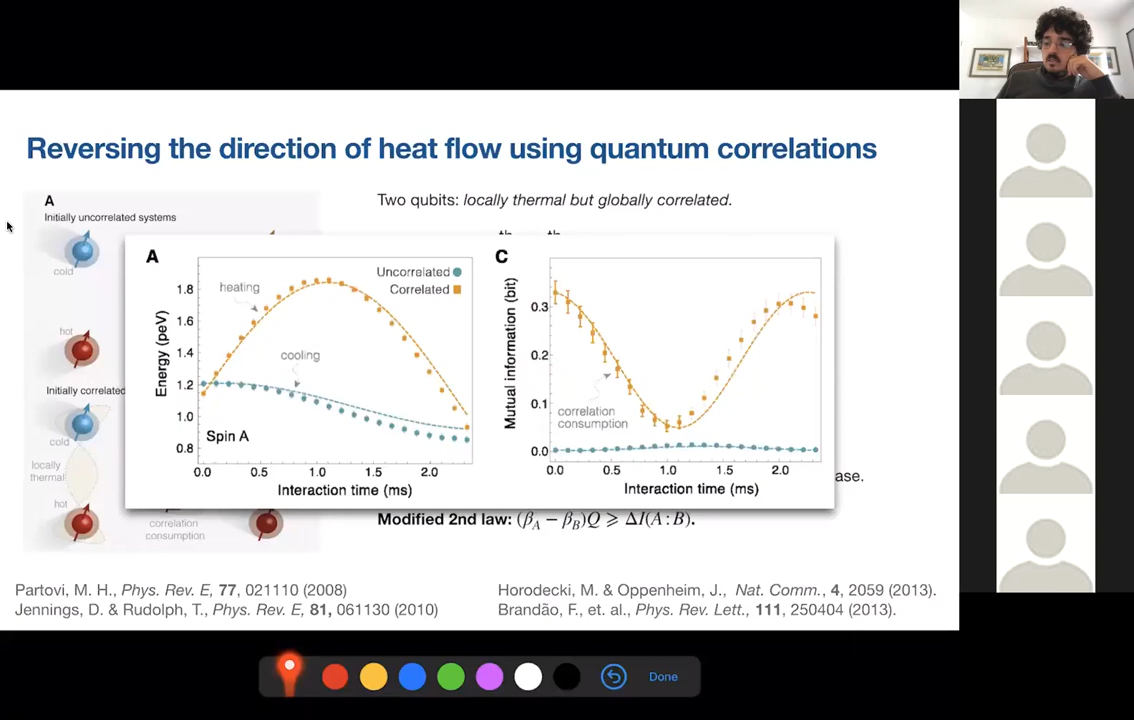 Reversing the direction of heat flow using quantum correlations
A
Initially uncorrelated systems
cold
hot
Initially correlated
cold
locally
thermal
hot
correlation
consumption
Two qubits: locally thermal but globally correlated.
th th
A
Uncorrelated
Correlated
heating
cooling
Spin A
Energy (peV)
1.8
1.6
1.4
1.2
1.0
0.8
0.0 0.5 1.0 1.5 2.0
Interaction time (ms)
C
Mutual information (bit)
0.3
0.2
0.1
0.0
correlation
consumption
0.0 0.5 1.0 1.5 2.0
Interaction time (ms)
ase.
Modified 2nd law: (β_A − β_B)Q ⩾ ΔI(A : B).
Partovi, M. H., Phys. Rev. E, 77, 021110 (2008)
Jennings, D. & Rudolph, T., Phys. Rev. E, 81, 061130 (2010)
Horodecki, M. & Oppenheim, J., Nat. Comm., 4, 2059 (2013).
Brandão, F., et. al., Phys. Rev. Lett., 111, 250404 (2013).
Done